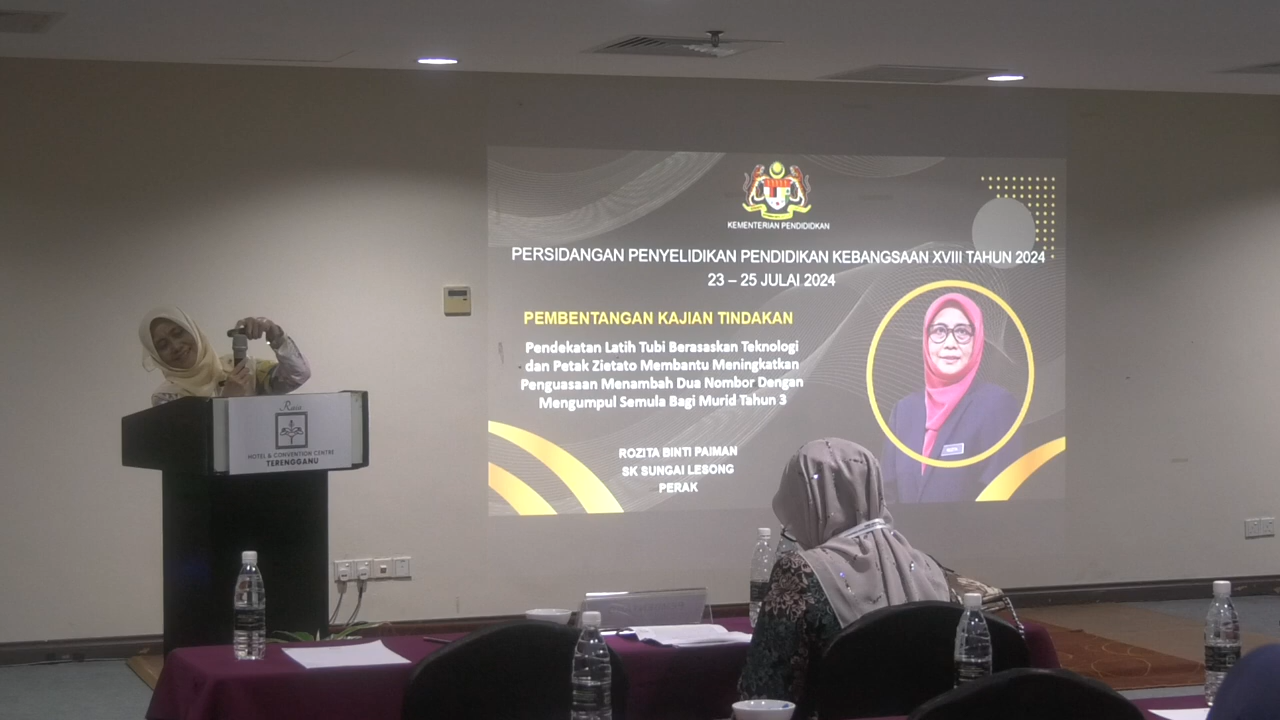 KEMENTERIAN PENDIDIDKAN
PERSIDANGAN PENYELIDIKAN PENDIDIKAN KEBANGSAAN XVIII TAHUN 2024
23 – 25 JULAI 2024
PEMBENTANGAN KAJIAN TINDAKAN
Pendekatan Latih Tubi Berasaskan Teknologi
dan Petak Zietato Membantu Meningkatkan
Penguasaan Menambah Dua Nombor Dengan
Mengumpul Semula Bagi Murid Tahun 3
ROZITA BINTI PAIMAN
SK SUNGAI LESONG
PERAK
Raia
HOTEL & CONVENTION CENTRE
TERENGGANU